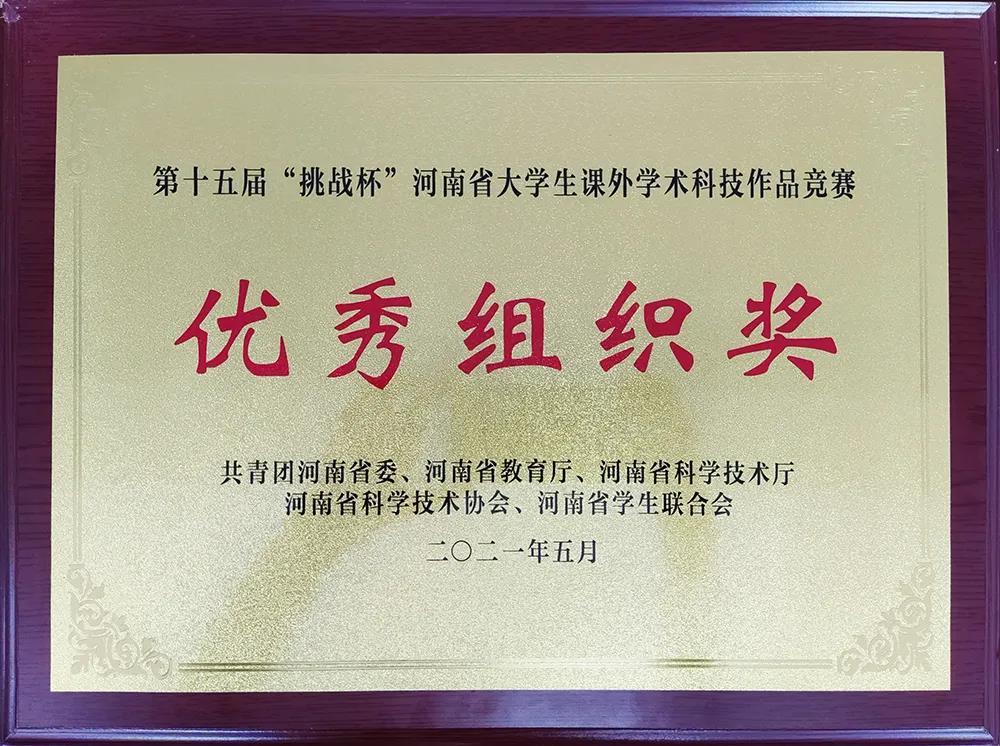 第十五届“挑战杯”河南省大学生课外学术科技作品竞赛
优秀组织奖
共青团河南省委、河南省教育厅、河南省科学技术厅
河南省科学技术协会、河南省学生联合会
二〇二一年五月